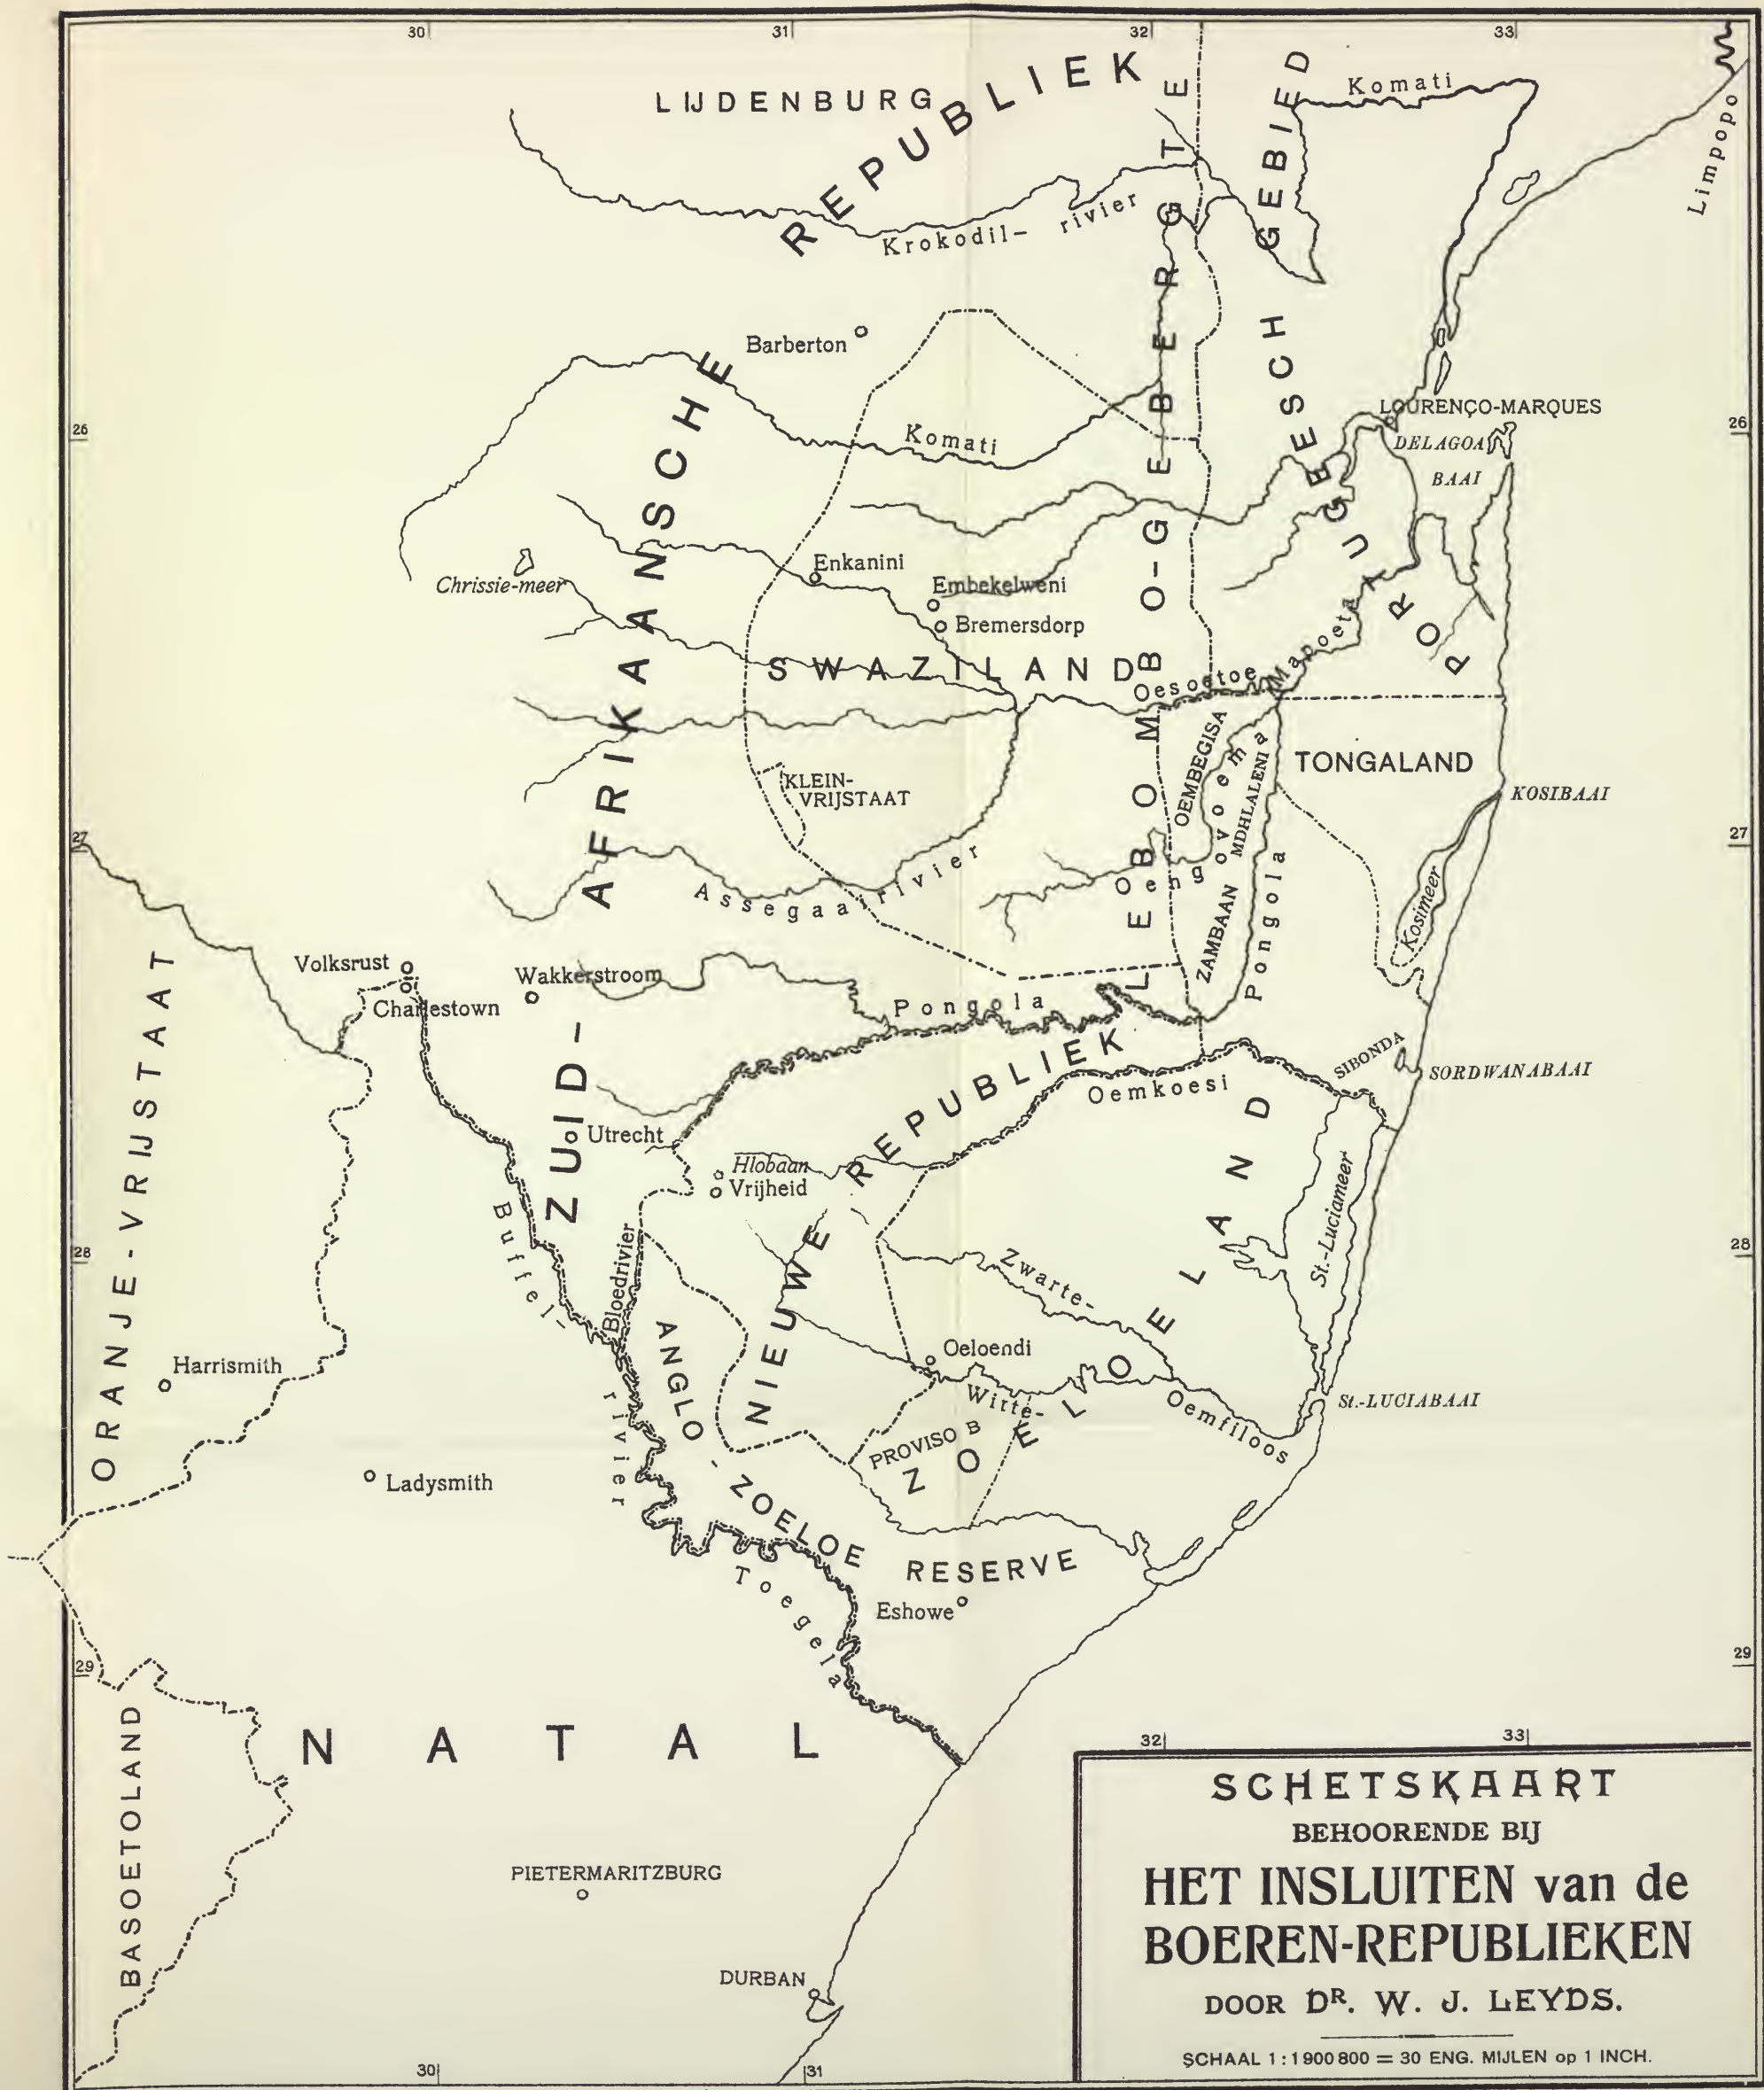 30
31
32
33
LIJDENBURG
ZUID-AFRIKAANSCHE REPUBLIEK
Komati
Limpopo
Krokodil-rivier
PORTUGEESCH GEBIED
LEBOMBO-GEBERGTE
Barberton
26
26
LOURENÇO-MARQUES
DELAGOA
BAAI
Komati
Enkanini
Chrissie-meer
Embekelweni
Bremersdorp
SWAZILAND
Oesoetoe
Mapoeta
OEMBEGISA
Oengovoema
MDHLALENI
TONGALAND
KLEIN-
VRIJSTAAT
KOSIBAAI
27
27
Assegaairivier
ZAMBAAN
Pongola
Kosimeer
ORANJE-VRIJSTAAT
Volksrust
Charlestown
Wakkerstroom
Pongola
NIEUWE REPUBLIEK
Oemkoesi
SIBONDA
SORDWANABAAI
Utrecht
Hlobaan
Vrijheid
28
28
Buffel-rivier
Bloedrivier
Zwarte-
St.-Luciameer
ZOELOELAND
Harrismith
Oeloendi
Witte-
Oemfiloos
St.-LUCIABAAI
PROVISO B
Ladysmith
ANGLO-ZOELOE RESERVE
Toegela
Eshowe
29
29
BASOETOLAND
NATAL
PIETERMARITZBURG
DURBAN
30
31
32
33
SCHETSKAART
BEHOORENDE BIJ
HET INSLUITEN van de
BOEREN-REPUBLIEKEN
DOOR DR. W. J. LEYDS.
SCHAAL 1:1900800 = 30 ENG. MIJLEN op 1 INCH.